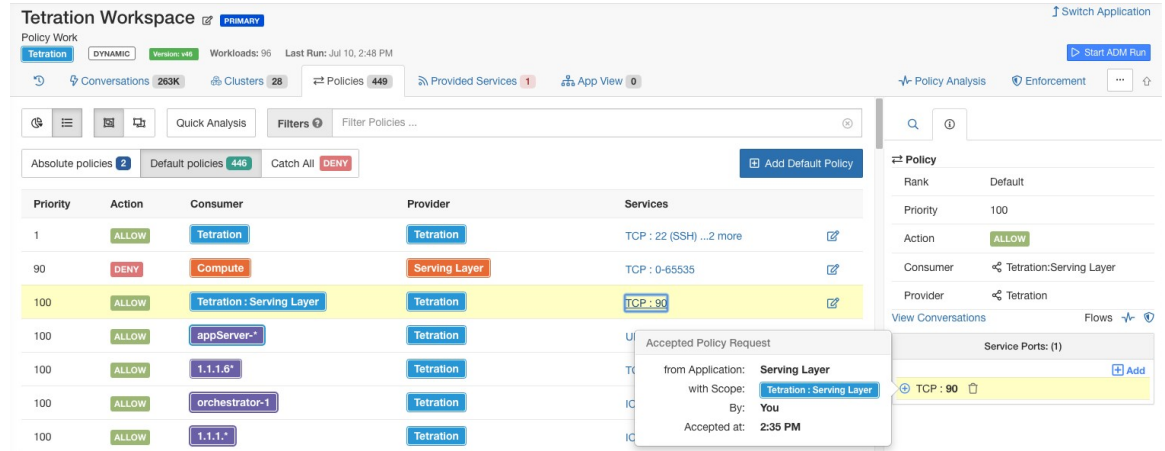 Tetration Workspace PRIMARY
Switch Application
Policy Work
Tetration DYNAMIC Version: v46 Workloads: 96 Last Run: Jul 10, 2:48 PM
Start ADM Run
Conversations 263K Clusters 28 Policies 449 Provided Services 1 App View 0 Policy Analysis Enforcement ...
Quick Analysis Filters Filter Policies ...
Absolute policies 2 Default policies 446 Catch All DENY Add Default Policy
Priority Action Consumer Provider Services
1 ALLOW Tetration Tetration TCP : 22 (SSH) ...2 more
90 DENY Compute Serving Layer TCP : 0-65535
100 ALLOW Tetration : Serving Layer Tetration TCP : 90
100 ALLOW appServer-* Tetration
100 ALLOW 1.1.1.6* Tetration
100 ALLOW orchestrator-1 Tetration
100 ALLOW 1.1.1.* Tetration
Accepted Policy Request
from Application: Serving Layer
with Scope: Tetration : Serving Layer
By: You
Accepted at: 2:35 PM
Policy
Rank Default
Priority 100
Action ALLOW
Consumer Tetration:Serving Layer
Provider Tetration
View Conversations Flows
Service Ports: (1)
Add
TCP : 90